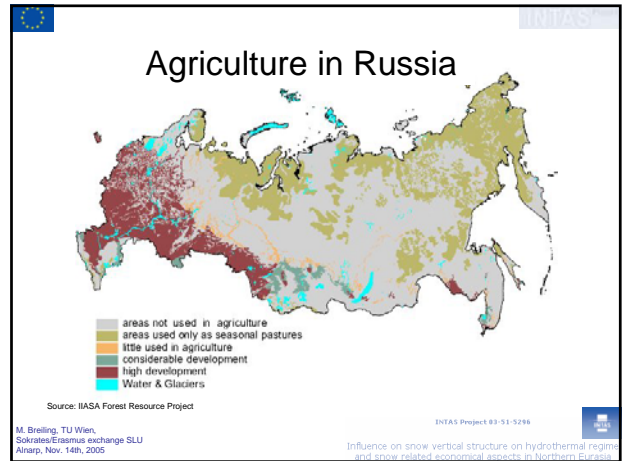 INTAS
Agriculture in Russia
areas not used in agriculture
areas used only as seasonal pastures
little used in agriculture
considerable development
high development
Water & Glaciers
Source: IIASA Forest Resource Project
M. Breiling, TU Wien,
Sokrates/Erasmus exchange SLU
Alnarp, Nov. 14th, 2005
INTAS Project 03-51-5296
INTAS
Influence on snow vertical structure on hydrothermal regime
and snow related economical aspects in Northern Eurasia